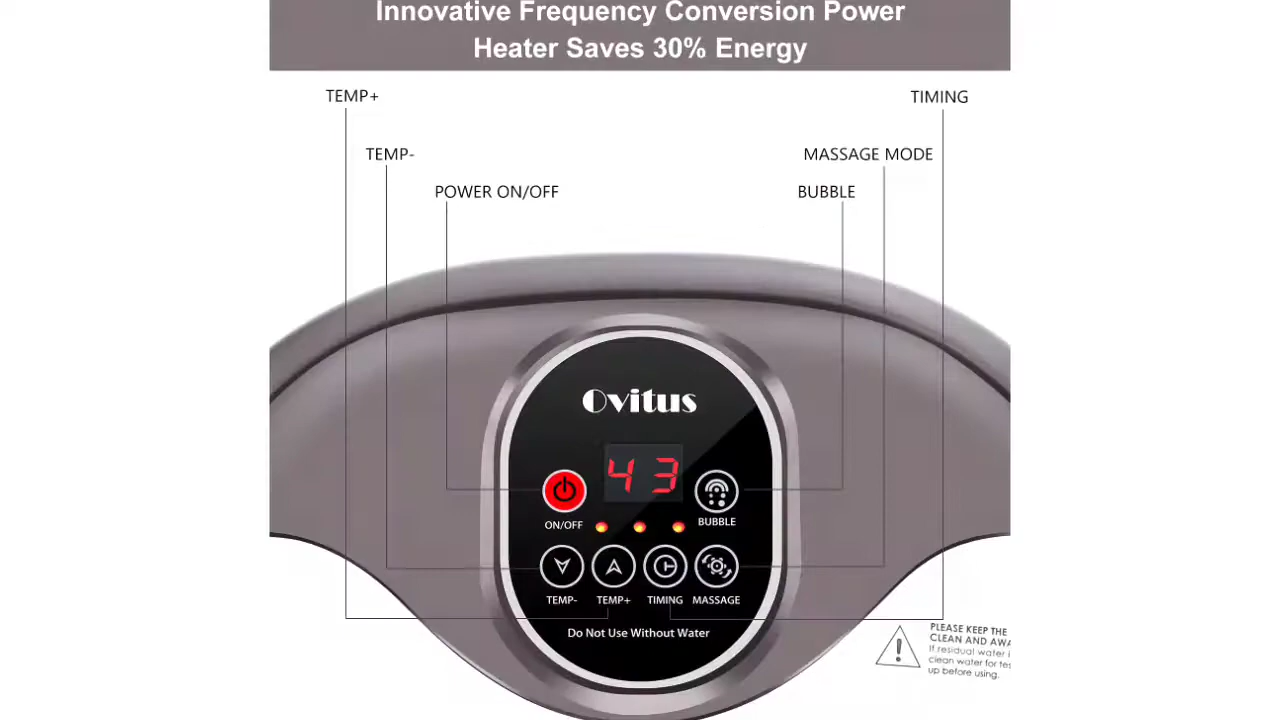 Innovative Frequency Conversion Power
Heater Saves 30% Energy
TEMP+
TIMING
TEMP-
MASSAGE MODE
POWER ON/OFF
BUBBLE
Ovitus
43
ON/OFF
BUBBLE
TEMP-
TEMP+
TIMING
MASSAGE
Do Not Use Without Water
PLEASE KEEP THE
CLEAN AND
If residual water
clean water for
up before using.